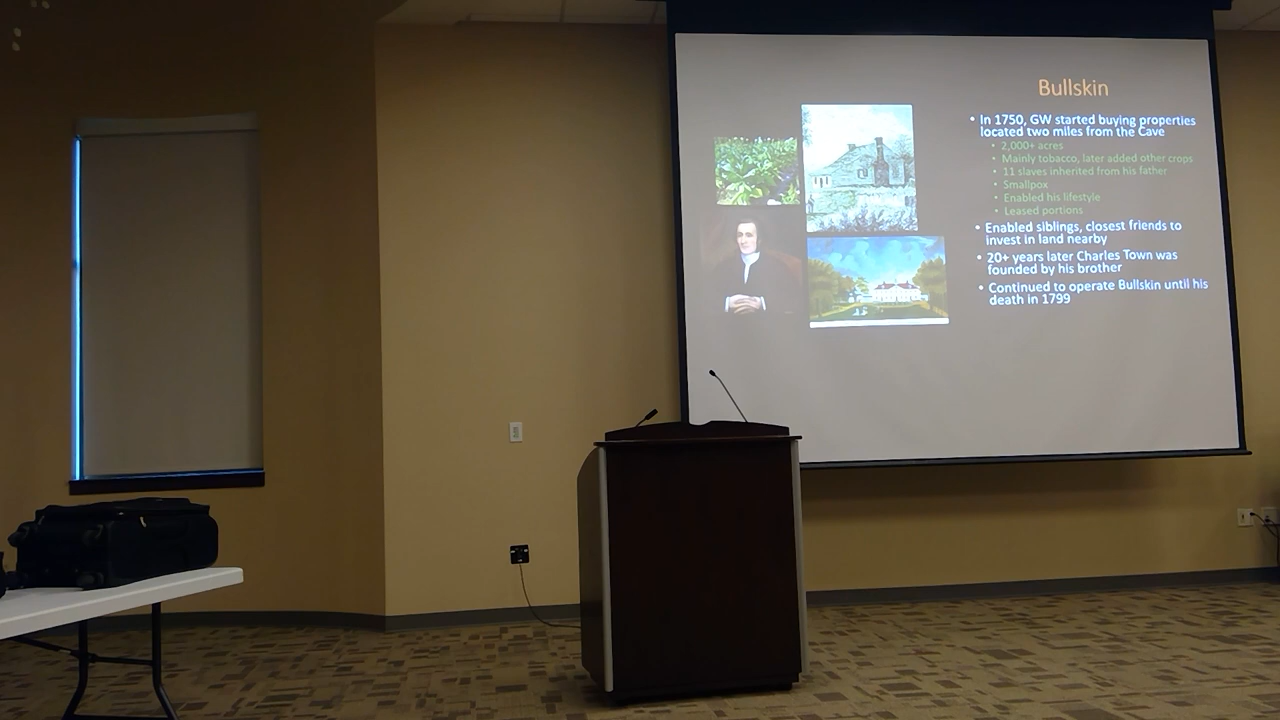 Bullskin
• In 1750, GW started buying properties
located two miles from the Cave
• 2,000+ acres
• Mainly tobacco, later added other crops
• 11 slaves inherited from his father
• Smallpox
• Enabled his lifestyle
• Leased portions
• Enabled siblings, closest friends to
invest in land nearby
• 20+ years later Charles Town was
founded by his brother
• Continued to operate Bullskin until his
death in 1799